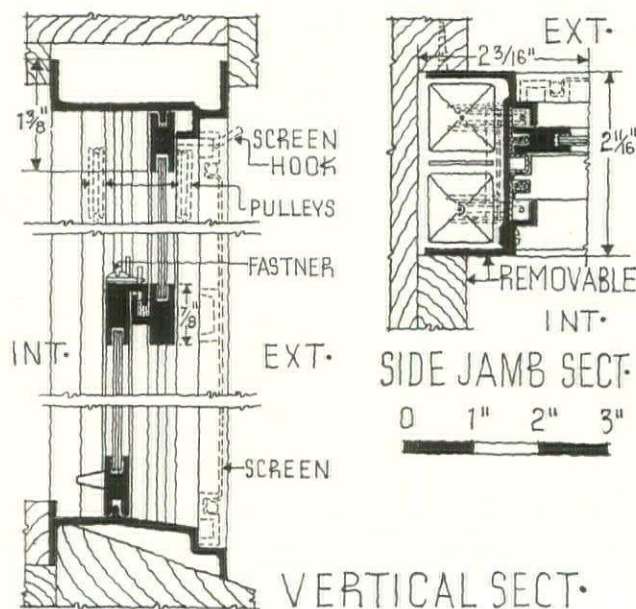 1 3/8"
SCREEN
HOOK
PULLEYS
FASTNER
7/8"
INT.
EXT.
SCREEN
VERTICAL SECT.
EXT.
2 3/16"
2 11/16"
REMOVABLE
INT.
SIDE JAMB SECT.
0 1" 2" 3"